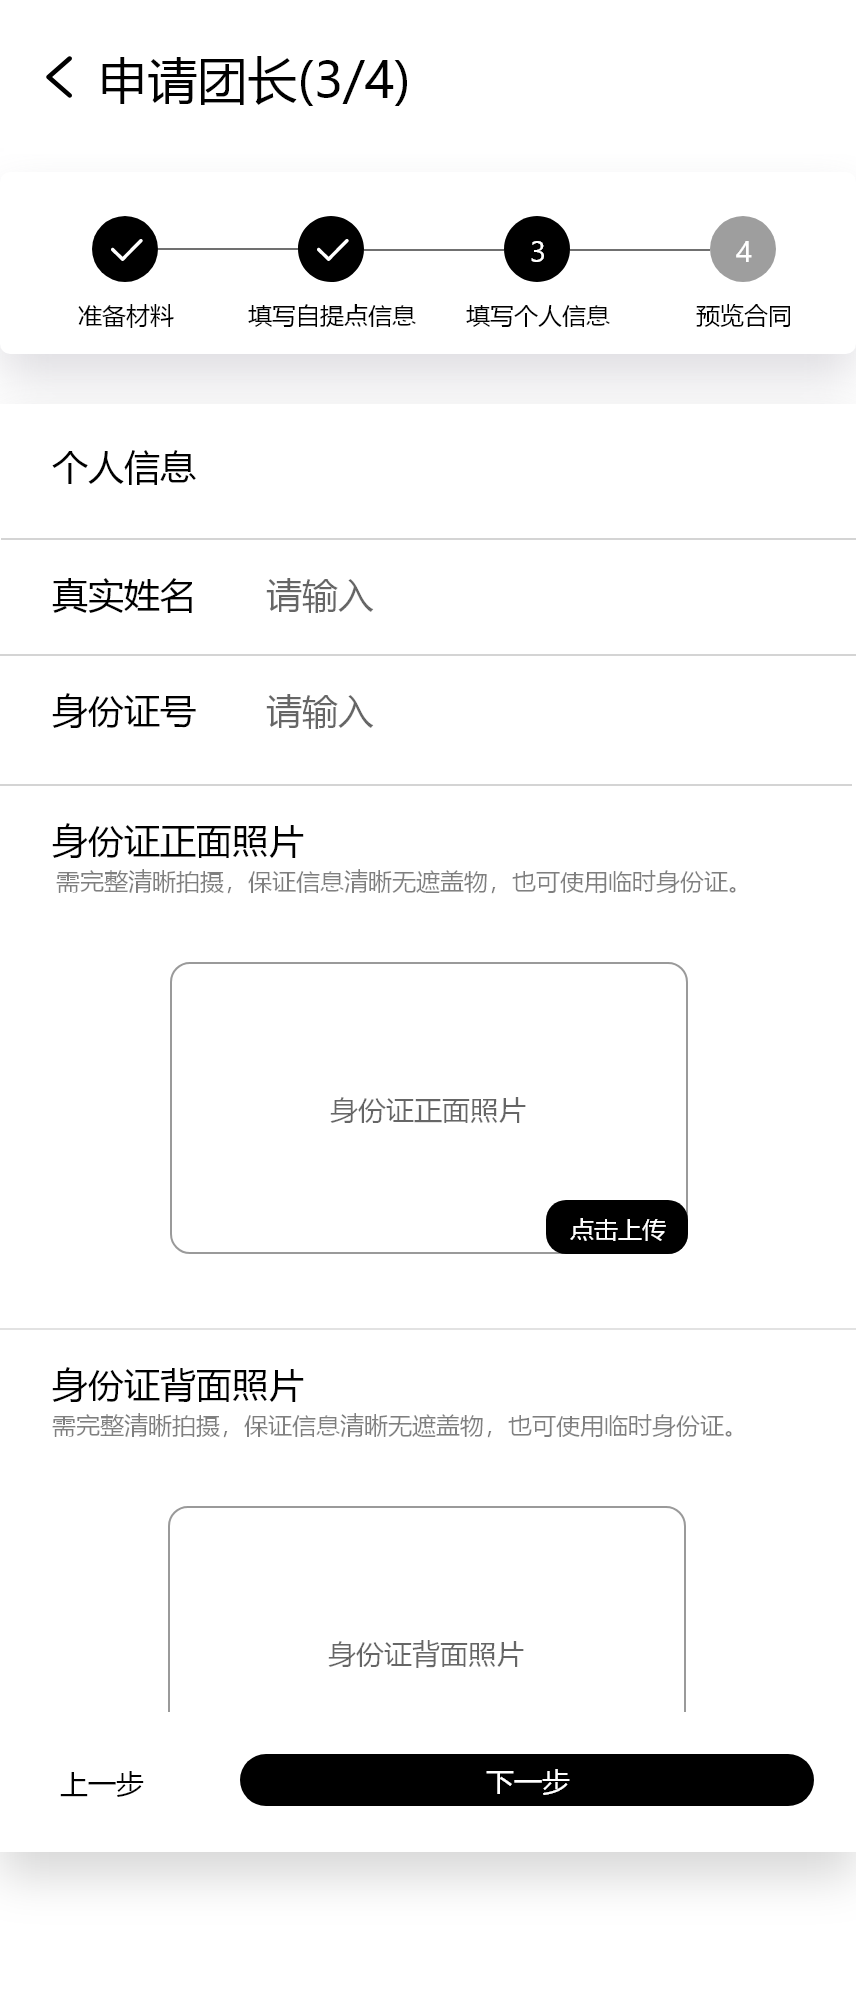 申请团长(3/4)
3
4
准备材料
填写自提点信息
填写个人信息
预览合同
个人信息
真实姓名 请输入
身份证号 请输入
身份证正面照片
需完整清晰拍摄，保证信息清晰无遮盖物，也可使用临时身份证。
身份证正面照片
点击上传
身份证背面照片
需完整清晰拍摄，保证信息清晰无遮盖物，也可使用临时身份证。
身份证背面照片
上一步
下一步